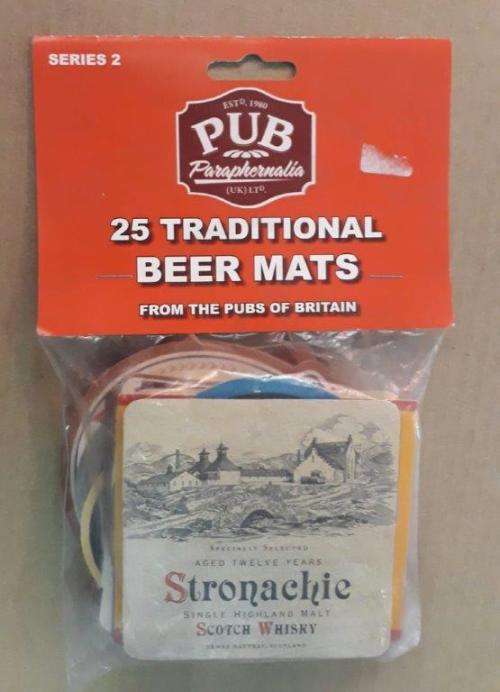 SERIES 2
ESTD. 1980
PUB
Paraphernalia
(UK) LTD.
25 TRADITIONAL
BEER MATS
FROM THE PUBS OF BRITAIN
SPECIALLY SELECTED
AGED TWELVE YEARS
Stronachie
SINGLE HIGHLAND MALT
SCOTCH WHISKY